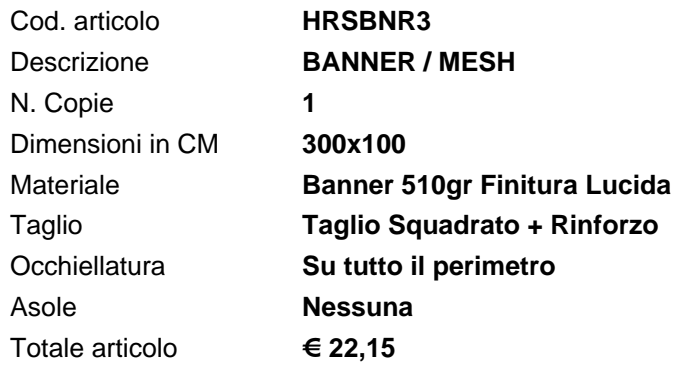 Cod. articolo HRSBNR3
Descrizione BANNER / MESH
N. Copie 1
Dimensioni in CM 300x100
Materiale Banner 510gr Finitura Lucida
Taglio Taglio Squadrato + Rinforzo
Occhiellatura Su tutto il perimetro
Asole Nessuna
Totale articolo € 22,15